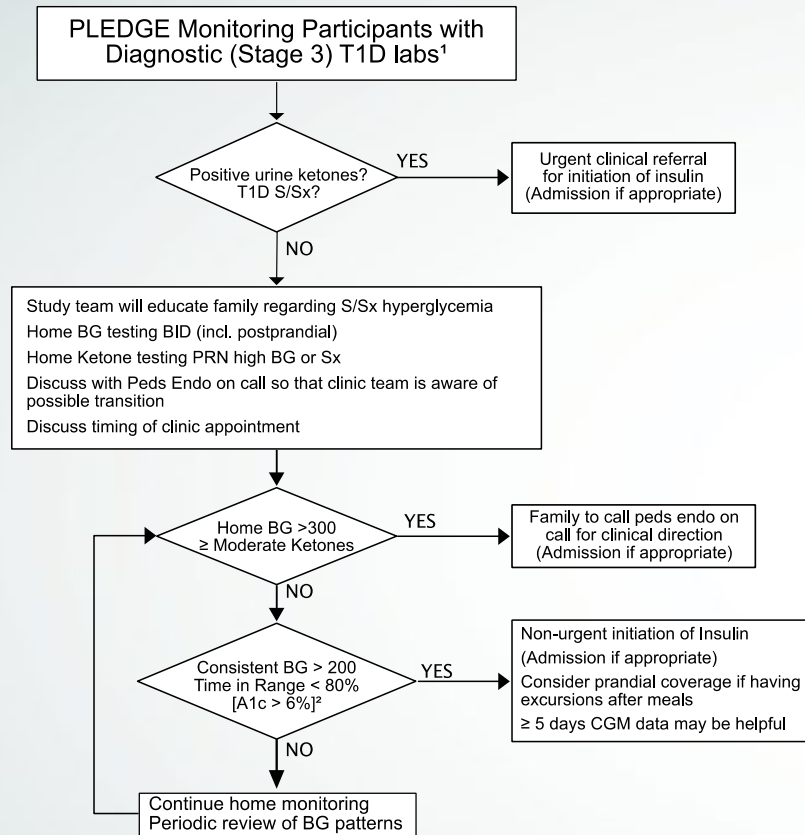 PLEDGE Monitoring Participants with
Diagnostic (Stage 3) T1D labs¹
Positive urine ketones?
T1D S/Sx?
YES
Urgent clinical referral
for initiation of insulin
(Admission if appropriate)
NO
Study team will educate family regarding S/Sx hyperglycemia
Home BG testing BID (incl. postprandial)
Home Ketone testing PRN high BG or Sx
Discuss with Peds Endo on call so that clinic team is aware of
possible transition
Discuss timing of clinic appointment
Home BG >300
≥ Moderate Ketones
YES
Family to call peds endo on
call for clinical direction
(Admission if appropriate)
NO
Consistent BG > 200
Time in Range < 80%
[A1c > 6%]²
YES
Non-urgent initiation of Insulin
(Admission if appropriate)
Consider prandial coverage if having
excursions after meals
≥ 5 days CGM data may be helpful
NO
Continue home monitoring
Periodic review of BG patterns